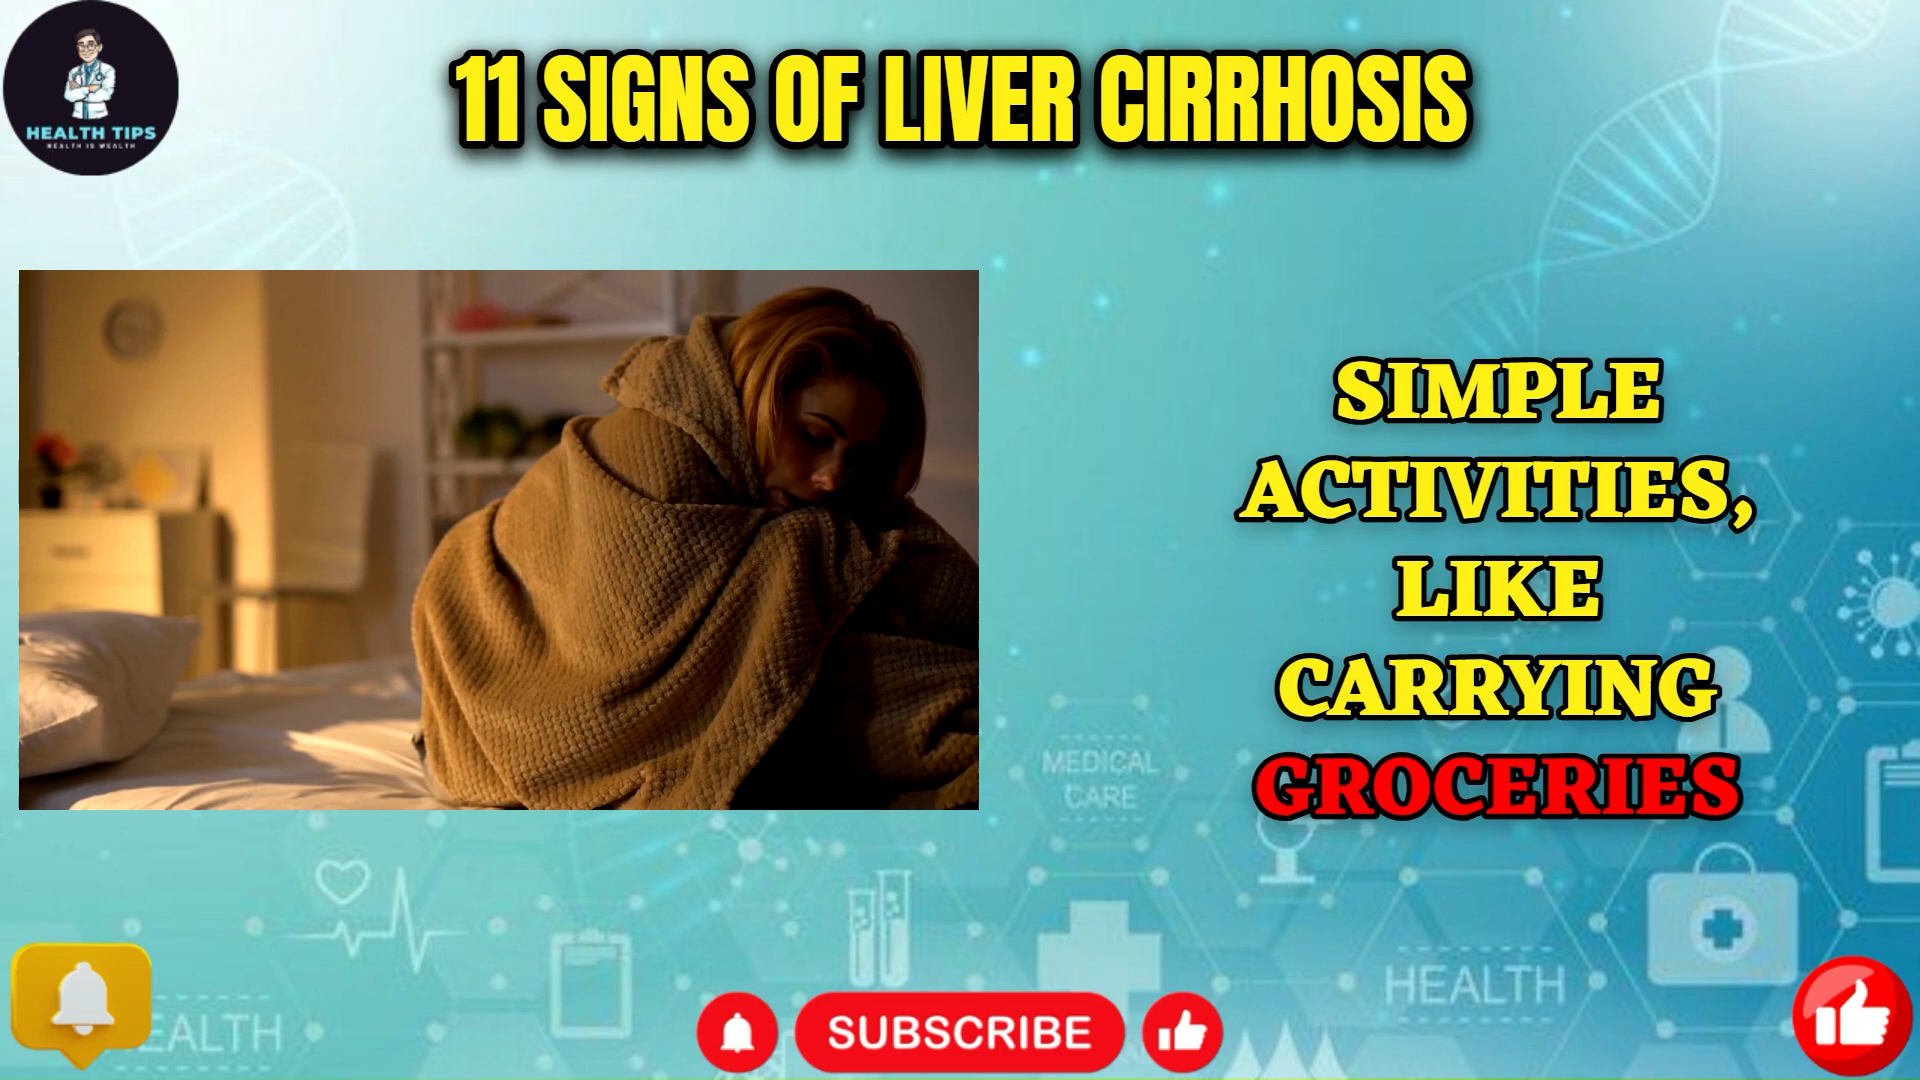 HEALTH TIPS
HEALTH IS WEALTH
11 SIGNS OF LIVER CIRRHOSIS
SIMPLE
ACTIVITIES,
LIKE
CARRYING
GROCERIES
MEDICAL
CARE
HEALTH
EALTH
SUBSCRIBE